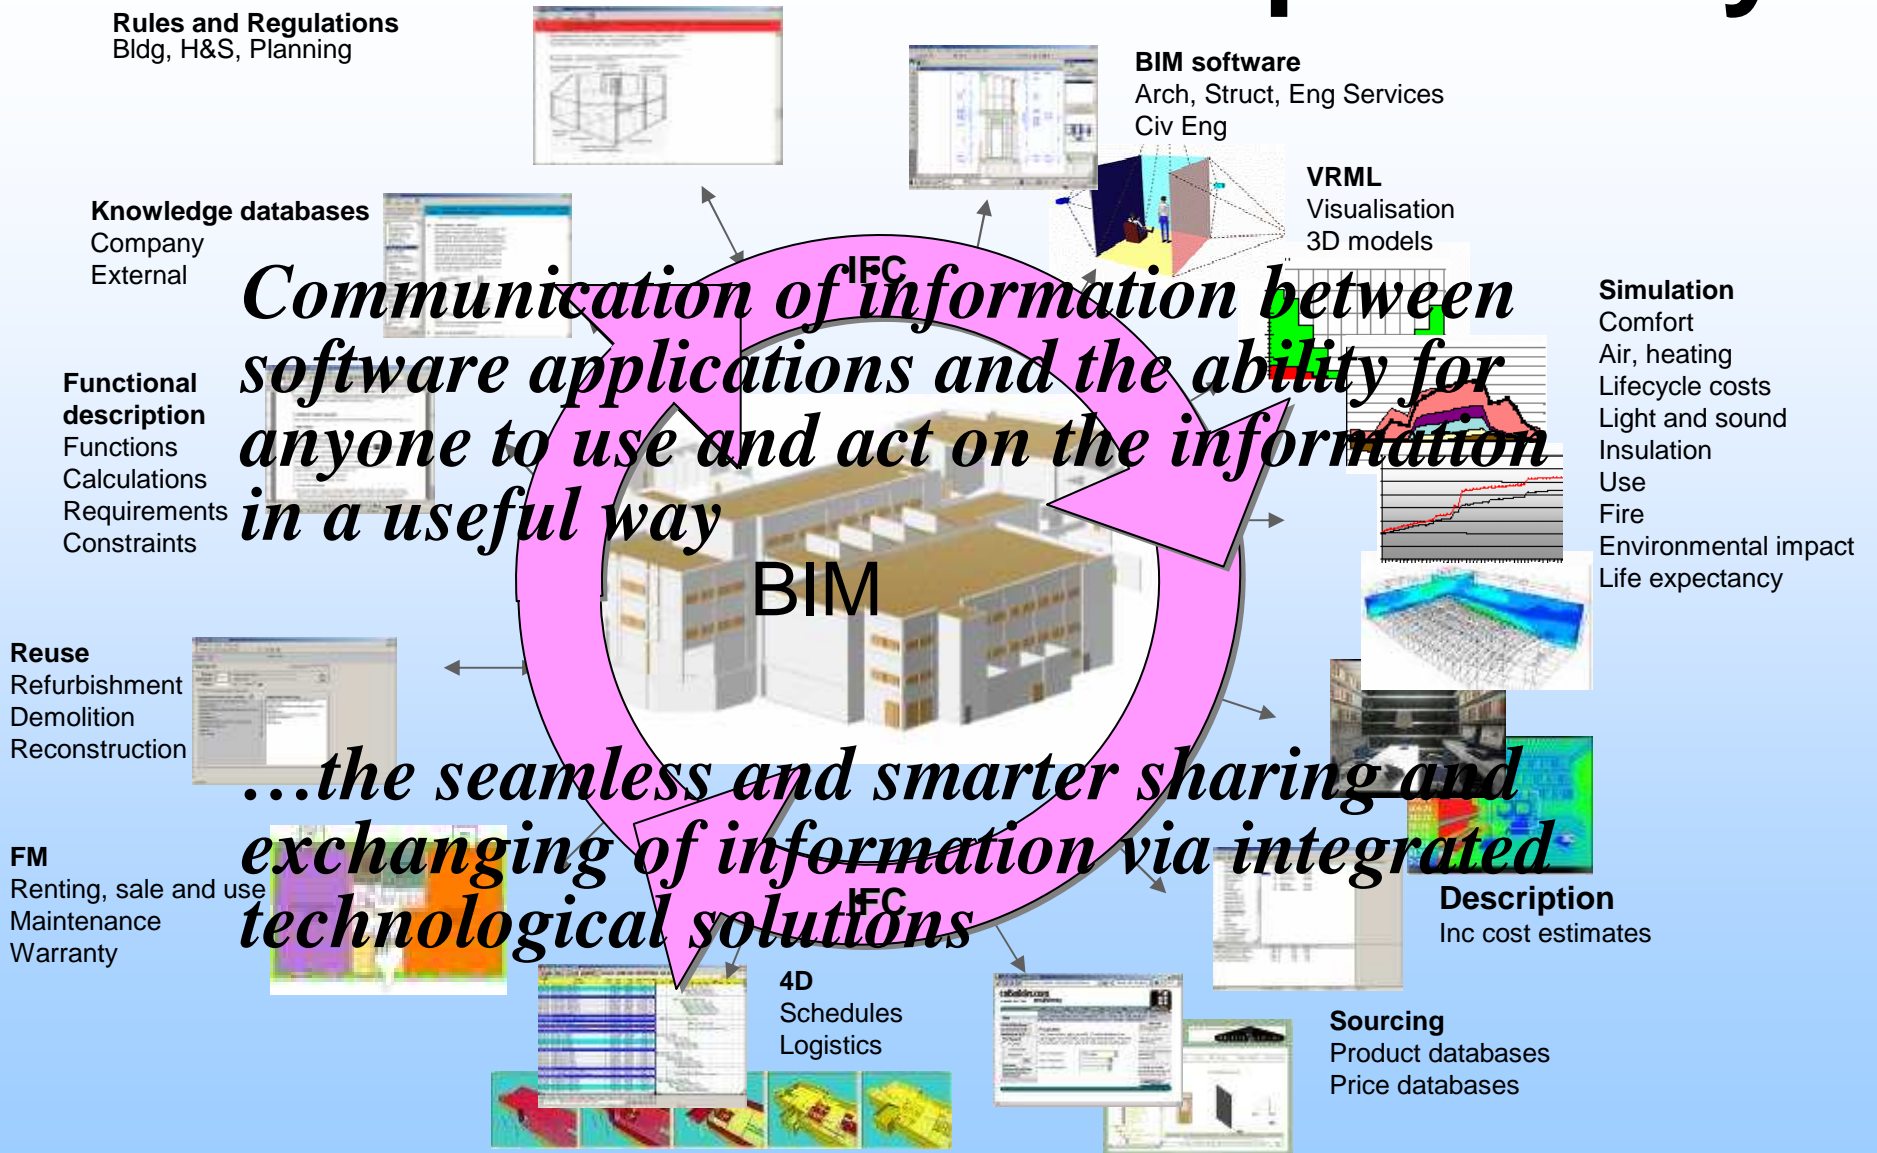 Rules and Regulations
Bldg, H&S, Planning
BIM software
Arch, Struct, Eng Services
Civ Eng
VRML
Visualisation
3D models
Knowledge databases
Company
External
IFC
Communication of information between
software applications and the ability for
anyone to use and act on the information
in a useful way
Simulation
Comfort
Air, heating
Lifecycle costs
Light and sound
Insulation
Use
Fire
Environmental impact
Life expectancy
Functional
description
Functions
Calculations
Requirements
Constraints
BIM
Reuse
Refurbishment
Demolition
Reconstruction
…the seamless and smarter sharing and
exchanging of information via integrated
technological solutions
FM
Renting, sale and use
Maintenance
Warranty
IFC
Description
Inc cost estimates
4D
Schedules
Logistics
Sourcing
Product databases
Price databases